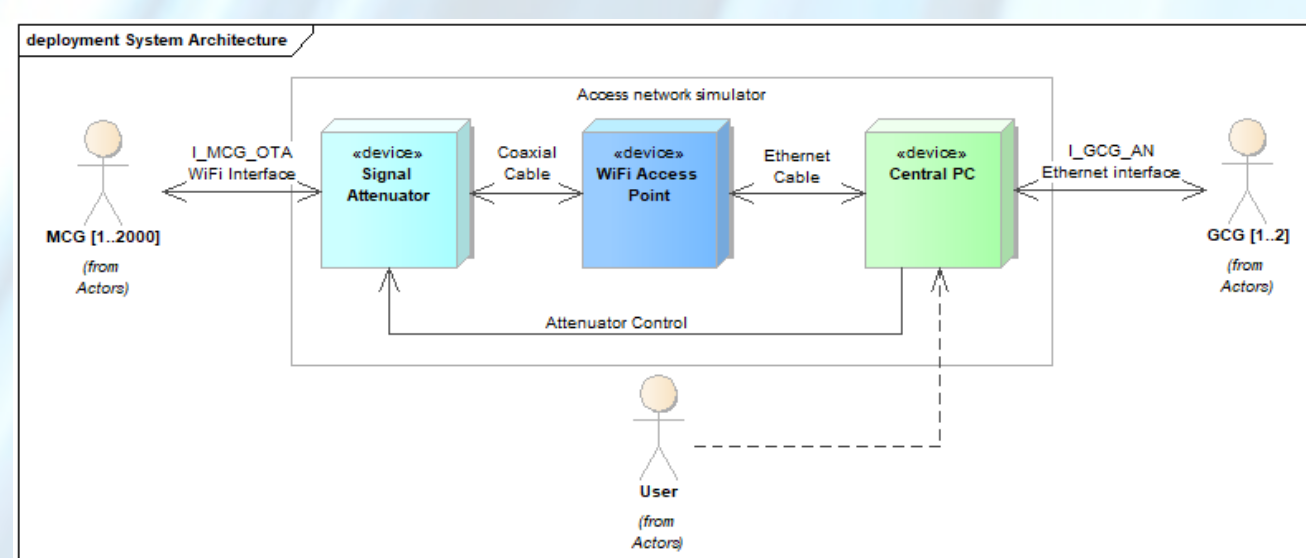 deployment System Architecture
Access network simulator
I_MCG_OTA
WiFi Interface
«device»
Signal
Attenuator
Coaxial
Cable
«device»
WiFi Access
Point
Ethernet
Cable
«device»
Central PC
I_GCG_AN
Ethernet interface
MCG [1..2000]
(from
Actors)
GCG [1..2]
(from
Actors)
Attenuator Control
User
(from
Actors)